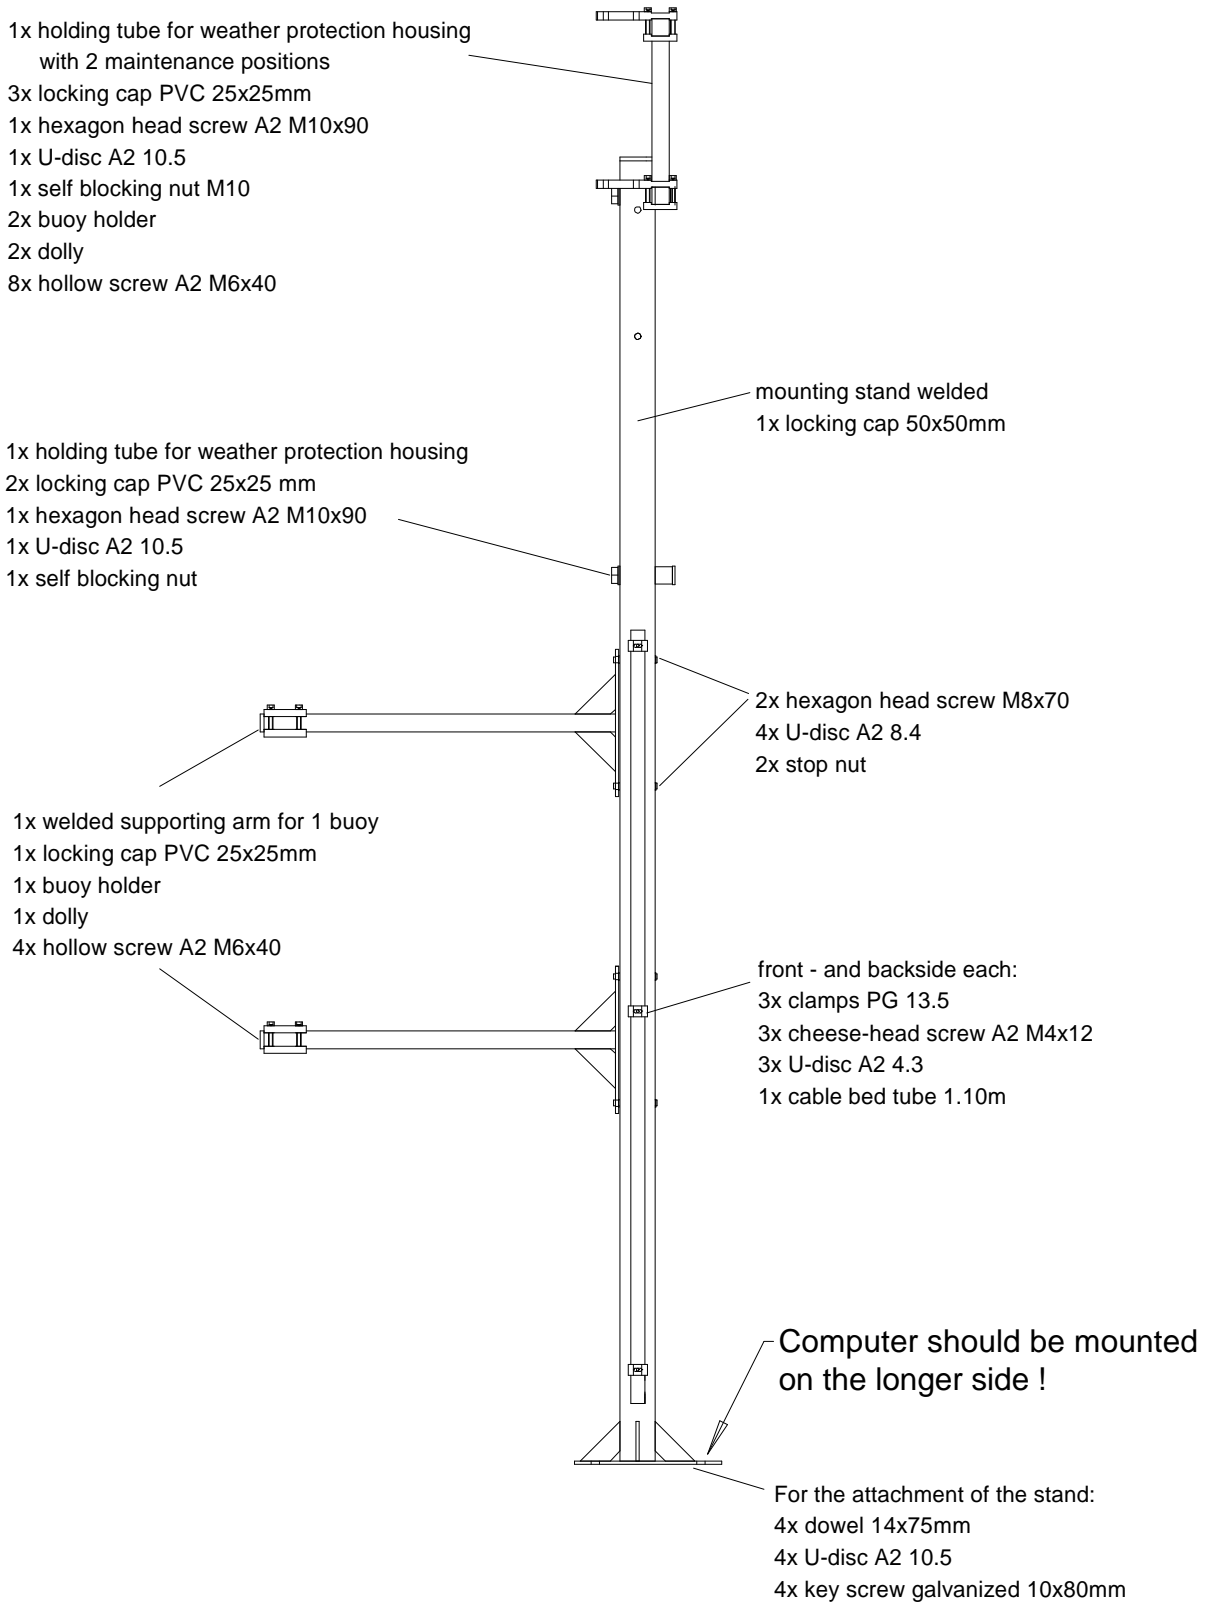 1x holding tube for weather protection housing
with 2 maintenance positions
3x locking cap PVC 25x25mm
1x hexagon head screw A2 M10x90
1x U-disc A2 10.5
1x self blocking nut M10
2x buoy holder
2x dolly
8x hollow screw A2 M6x40
mounting stand welded
1x locking cap 50x50mm
1x holding tube for weather protection housing
2x locking cap PVC 25x25 mm
1x hexagon head screw A2 M10x90
1x U-disc A2 10.5
1x self blocking nut
2x hexagon head screw M8x70
4x U-disc A2 8.4
2x stop nut
1x welded supporting arm for 1 buoy
1x locking cap PVC 25x25mm
1x buoy holder
1x dolly
4x hollow screw A2 M6x40
front - and backside each:
3x clamps PG 13.5
3x cheese-head screw A2 M4x12
3x U-disc A2 4.3
1x cable bed tube 1.10m
Computer should be mounted
on the longer side !
For the attachment of the stand:
4x dowel 14x75mm
4x U-disc A2 10.5
4x key screw galvanized 10x80mm